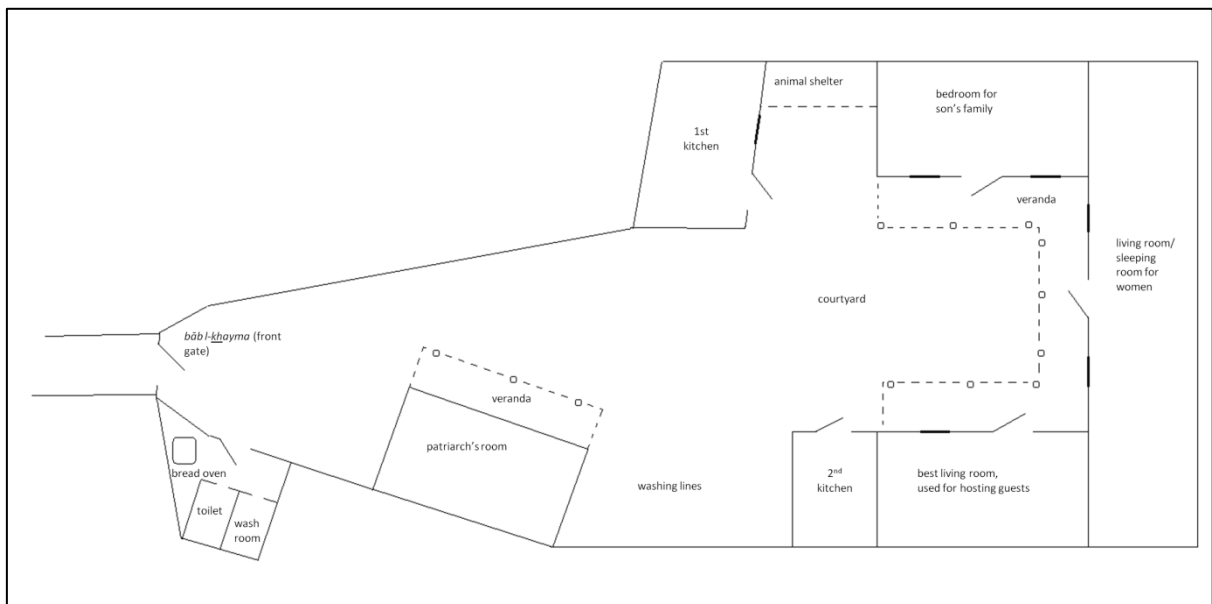 animal shelter
bedroom for
son's family
1st
kitchen
veranda
living room/
sleeping
room for
women
courtyard
bāb l-khayma (front
gate)
veranda
patriarch's room
bread oven
toilet
wash
room
washing lines
2nd
kitchen
best living room,
used for hosting guests